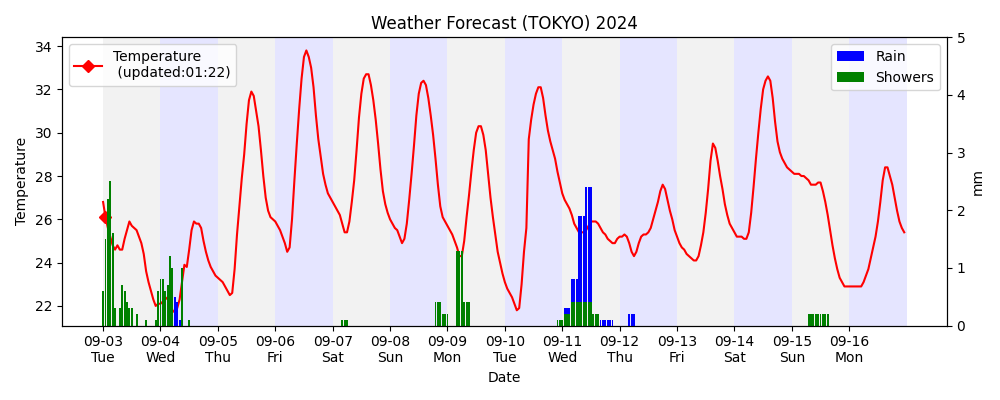 Weather Forecast (TOKYO) 2024
Temperature
(updated:01:22)
Rain
Showers
Temperature
34
32
30
28
26
24
22
5
4
3
2
1
0
mm
09-03 09-04 09-05 09-06 09-07 09-08 09-09 09-10 09-11 09-12 09-13 09-14 09-15 09-16
Tue Wed Thu Fri Sat Sun Mon Tue Wed Thu Fri Sat Sun Mon
Date